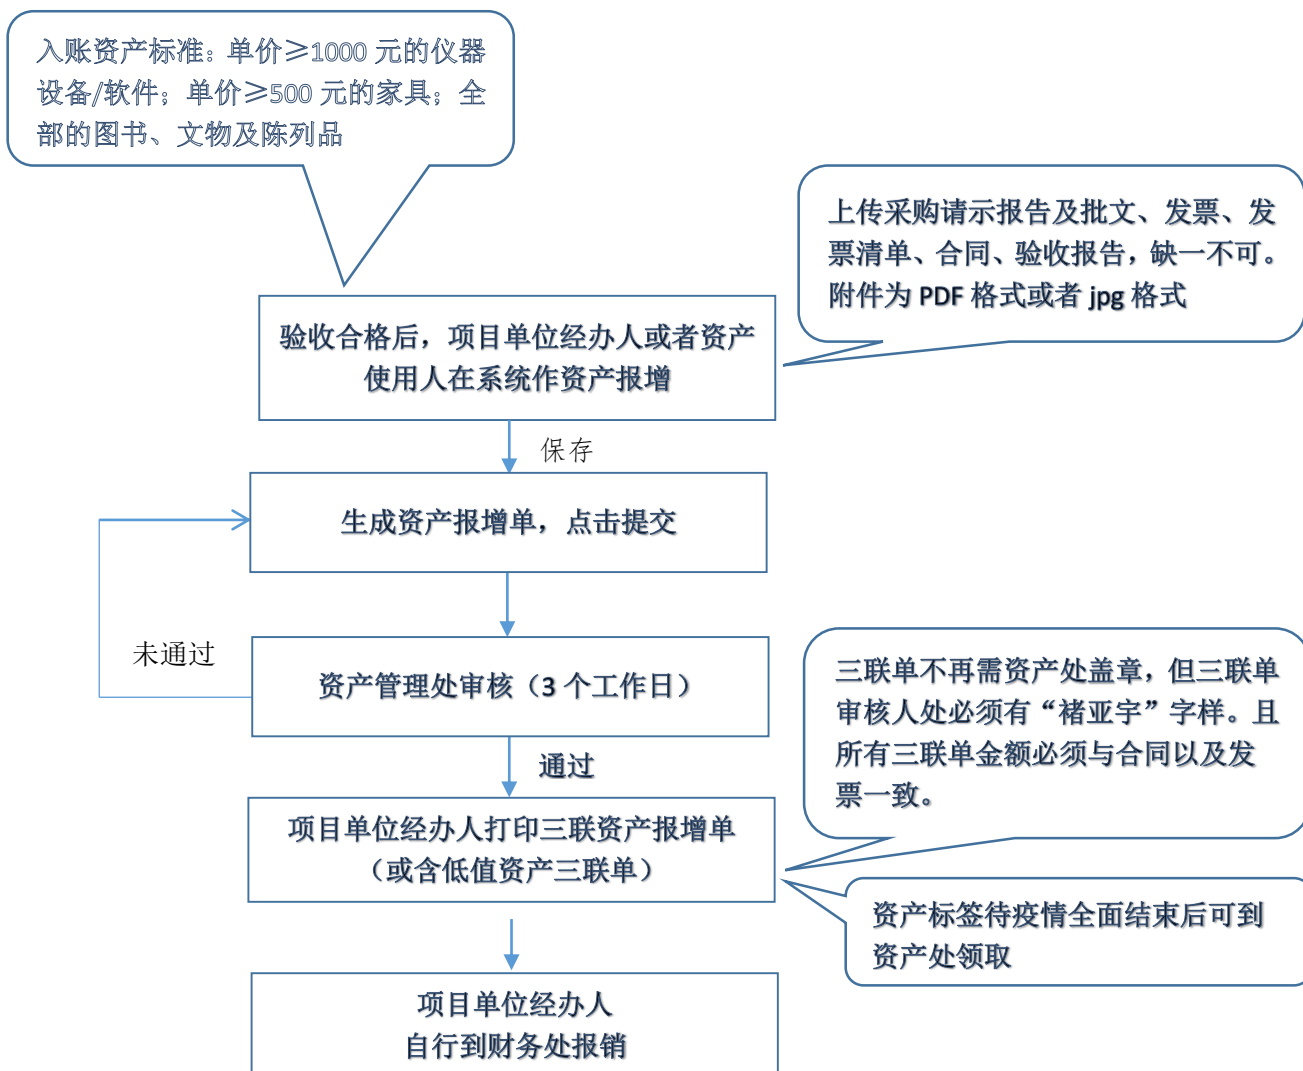 入账资产标准：单价≥1000 元的仪器
设备/软件；单价≥500 元的家具；全
部的图书、文物及陈列品
上传采购请示报告及批文、发票、发
票清单、合同、验收报告，缺一不可。
附件为 PDF 格式或者 jpg 格式
验收合格后，项目单位经办人或者资产
使用人在系统作资产报增
保存
生成资产报增单，点击提交
未通过
资产管理处审核（3 个工作日）
三联单不再需资产处盖章，但三联单
审核人处必须有“褚亚宇”字样。且
所有三联单金额必须与合同以及发
票一致。
通过
项目单位经办人打印三联资产报增单
（或含低值资产三联单）
资产标签待疫情全面结束后可到
资产处领取
项目单位经办人
自行到财务处报销